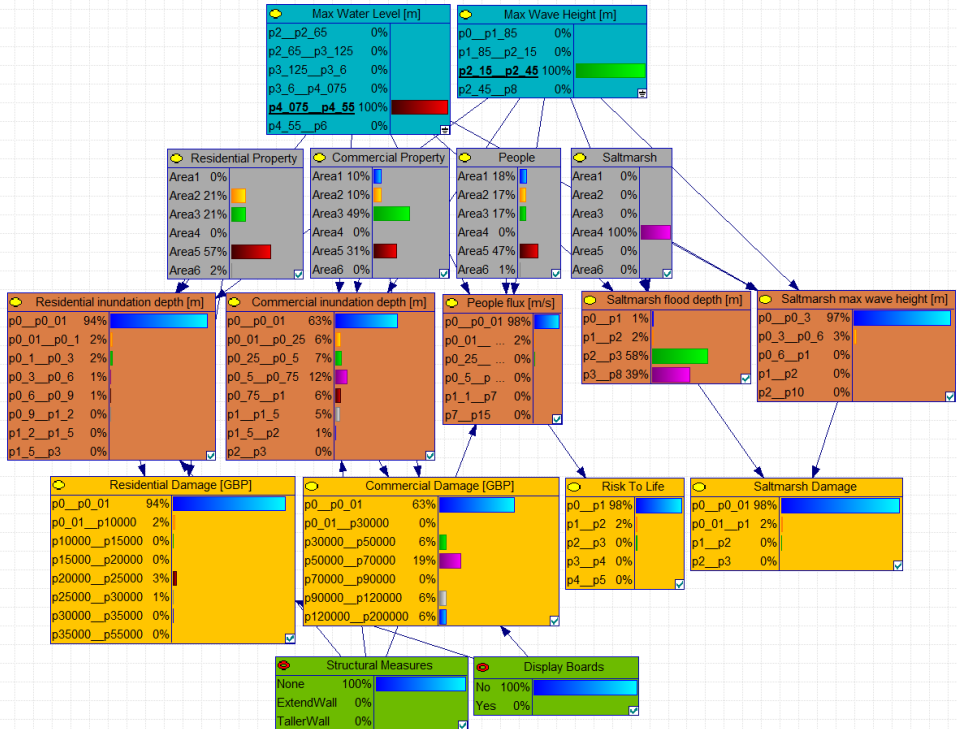 Max Water Level [m]
p2__p2_65 0%
p2_65__p3_125 0%
p3_125__p3_6 0%
p3_6__p4_075 0%
p4_075__p4_55 100%
p4_55__p6 0%
Max Wave Height [m]
p0__p1_85 0%
p1_85__p2_15 0%
p2_15__p2_45 100%
p2_45__p8 0%
Residential Property
Area1 0%
Area2 21%
Area3 21%
Area4 0%
Area5 57%
Area6 2%
Commercial Property
Area1 10%
Area2 10%
Area3 49%
Area4 0%
Area5 31%
Area6 0%
People
Area1 18%
Area2 17%
Area3 17%
Area4 0%
Area5 47%
Area6 1%
Saltmarsh
Area1 0%
Area2 0%
Area3 0%
Area4 100%
Area5 0%
Area6 0%
Residential inundation depth [m]
p0__p0_01 94%
p0_01__p0_1 2%
p0_1__p0_3 2%
p0_3__p0_6 1%
p0_6__p0_9 1%
p0_9__p1_2 0%
p1_2__p1_5 0%
p1_5__p3 0%
Commercial inundation depth [m]
p0__p0_01 63%
p0_01__p0_25 6%
p0_25__p0_5 7%
p0_5__p0_75 12%
p0_75__p1 6%
p1__p1_5 5%
p1_5__p2 1%
p2__p3 0%
People flux [m/s]
p0__p0_01 98%
p0_01__ ... 2%
p0_25__ ... 0%
p0_5__p ... 0%
p1_1__p7 0%
p7__p15 0%
Saltmarsh flood depth [m]
p0__p1 1%
p1__p2 2%
p2__p3 58%
p3__p8 39%
Saltmarsh max wave height [m]
p0__p0_3 97%
p0_3__p0_6 3%
p0_6__p1 0%
p1__p2 0%
p2__p10 0%
Residential Damage [GBP]
p0__p0_01 94%
p0_01__p10000 2%
p10000__p15000 0%
p15000__p20000 0%
p20000__p25000 3%
p25000__p30000 1%
p30000__p35000 0%
p35000__p55000 0%
Commercial Damage [GBP]
p0__p0_01 63%
p0_01__p30000 0%
p30000__p50000 6%
p50000__p70000 19%
p70000__p90000 0%
p90000__p120000 6%
p120000__p200000 6%
Risk To Life
p0__p1 98%
p1__p2 2%
p2__p3 0%
p3__p4 0%
p4__p5 0%
Saltmarsh Damage
p0__p0_01 98%
p0_01__p1 2%
p1__p2 0%
p2__p3 0%
Structural Measures
None 100%
ExtendWall 0%
TallerWall 0%
Display Boards
No 100%
Yes 0%